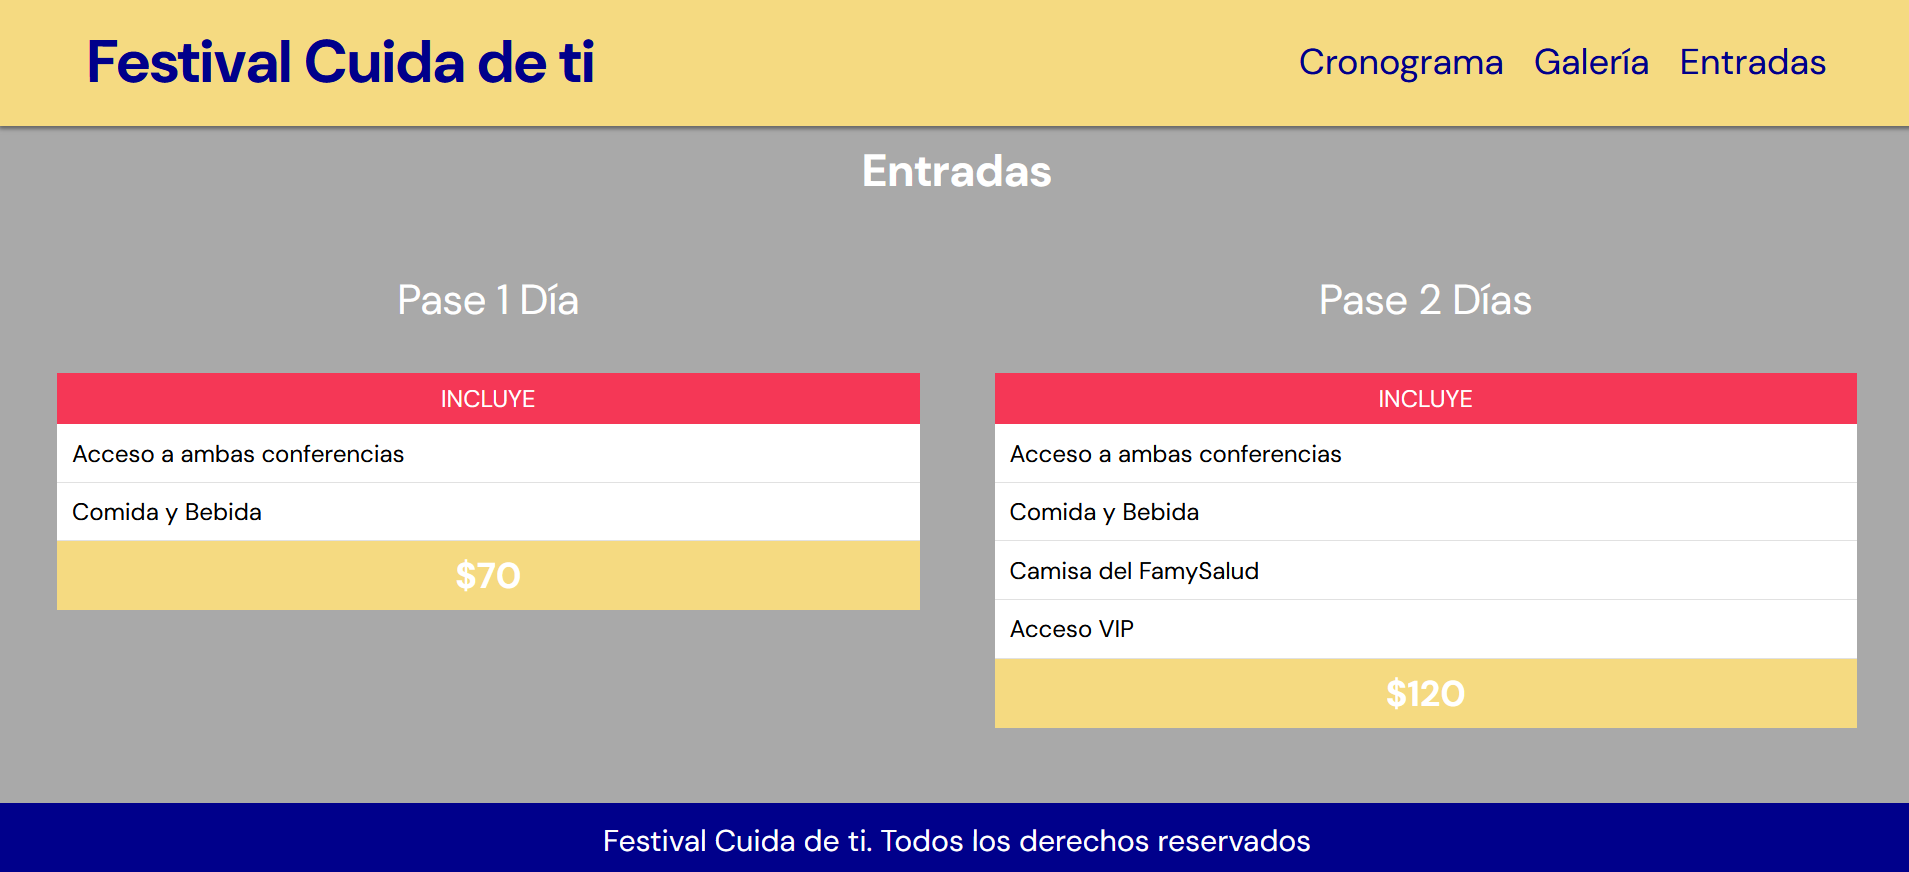 Festival Cuida de ti
Cronograma Galería Entradas
Entradas
Pase 1 Día
INCLUYE
Acceso a ambas conferencias
Comida y Bebida
$70
Pase 2 Días
INCLUYE
Acceso a ambas conferencias
Comida y Bebida
Camisa del FamySalud
Acceso VIP
$120
Festival Cuida de ti. Todos los derechos reservados